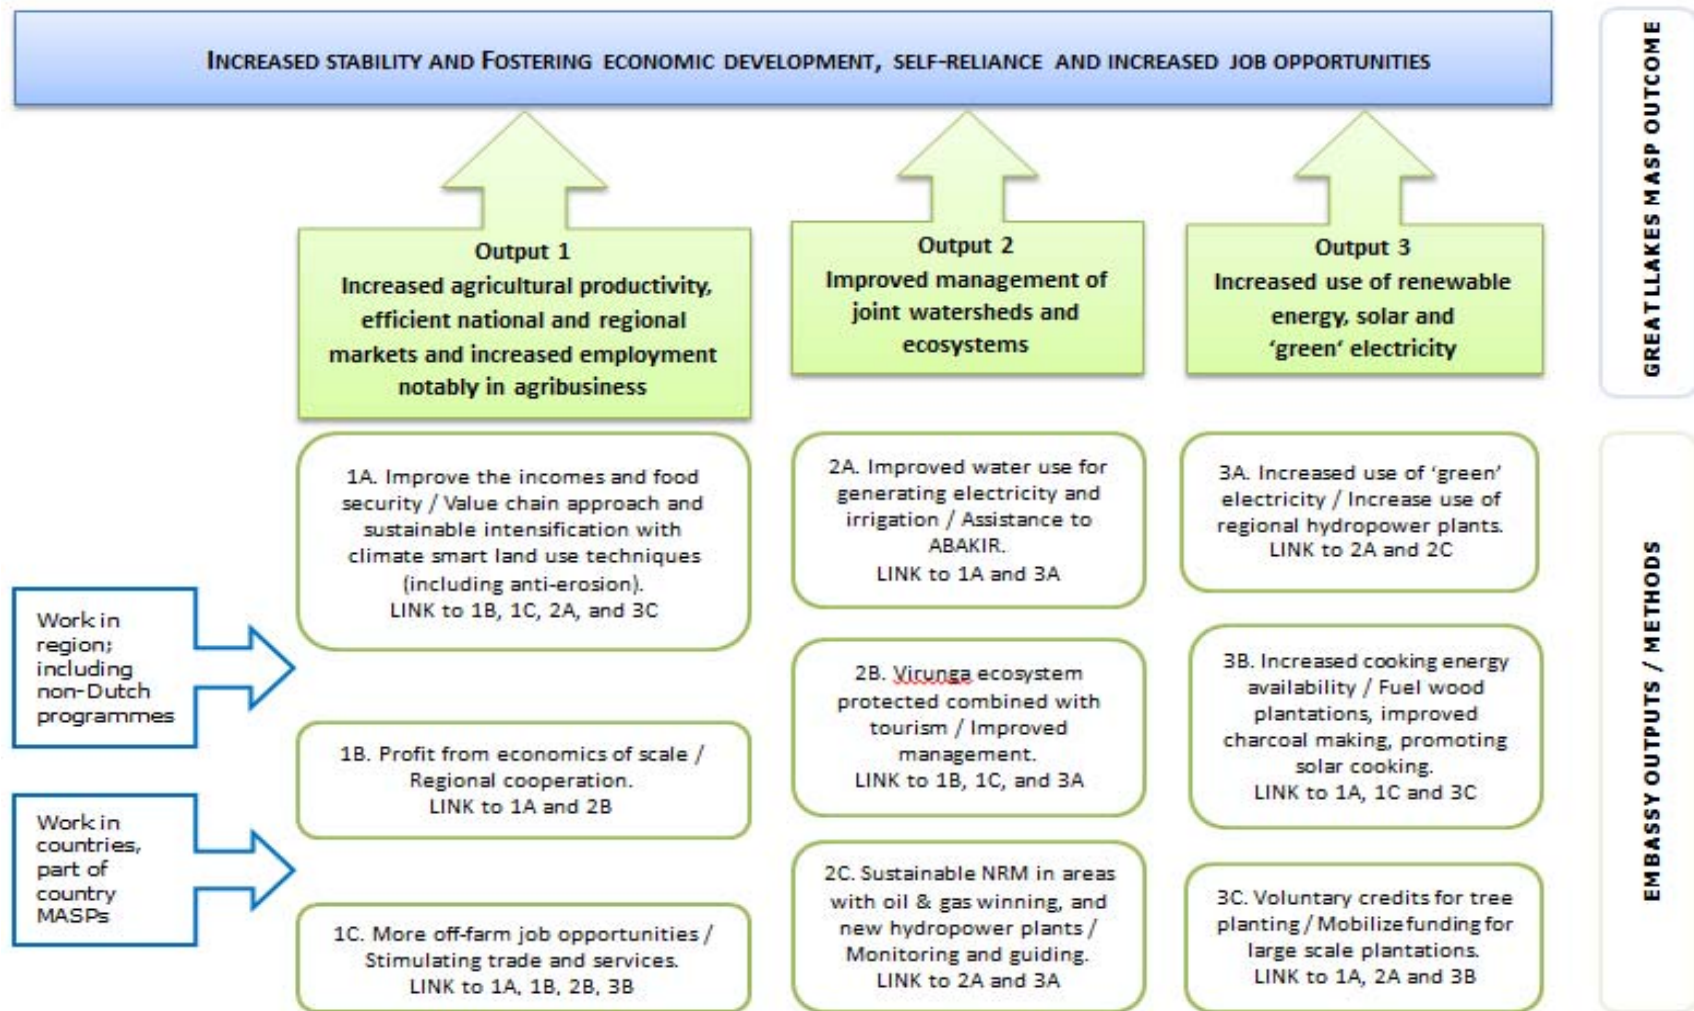 INCREASED STABILITY AND FOSTERING ECONOMIC DEVELOPMENT, SELF-RELIANCE AND INCREASED JOB OPPORTUNITIES
GREAT LAKES MASP OUTCOME
Output 1
Increased agricultural productivity,
efficient national and regional
markets and increased employment
notably in agribusiness
Output 2
Improved management of
joint watersheds and
ecosystems
Output 3
Increased use of renewable
energy, solar and
‘green‘ electricity
EMBASSY OUTPUTS / METHODS
Work in
region;
including
non-Dutch
programmes
Work in
countries,
part of
country
MASPs
1A. Improve the incomes and food
security / Value chain approach and
sustainable intensification with
climate smart land use techniques
(including anti-erosion).
LINK to 1B, 1C, 2A, and 3C
1B. Profit from economics of scale /
Regional cooperation.
LINK to 1A and 2B
1C. More off-farm job opportunities /
Stimulating trade and services.
LINK to 1A, 1B, 2B, 3B
2A. Improved water use for
generating electricity and
irrigation / Assistance to
ABAKIR.
LINK to 1A and 3A
2B. Virunga ecosystem
protected combined with
tourism / Improved
management.
LINK to 1B, 1C, and 3A
2C. Sustainable NRM in areas
with oil & gas winning, and
new hydropower plants /
Monitoring and guiding.
LINK to 2A and 3A
3A. Increased use of ‘green’
electricity / Increase use of
regional hydropower plants.
LINK to 2A and 2C
3B. Increased cooking energy
availability / Fuel wood
plantations, improved
charcoal making, promoting
solar cooking.
LINK to 1A, 1C and 3C
3C. Voluntary credits for tree
planting / Mobilize funding for
large scale plantations.
LINK to 1A, 2A and 3B